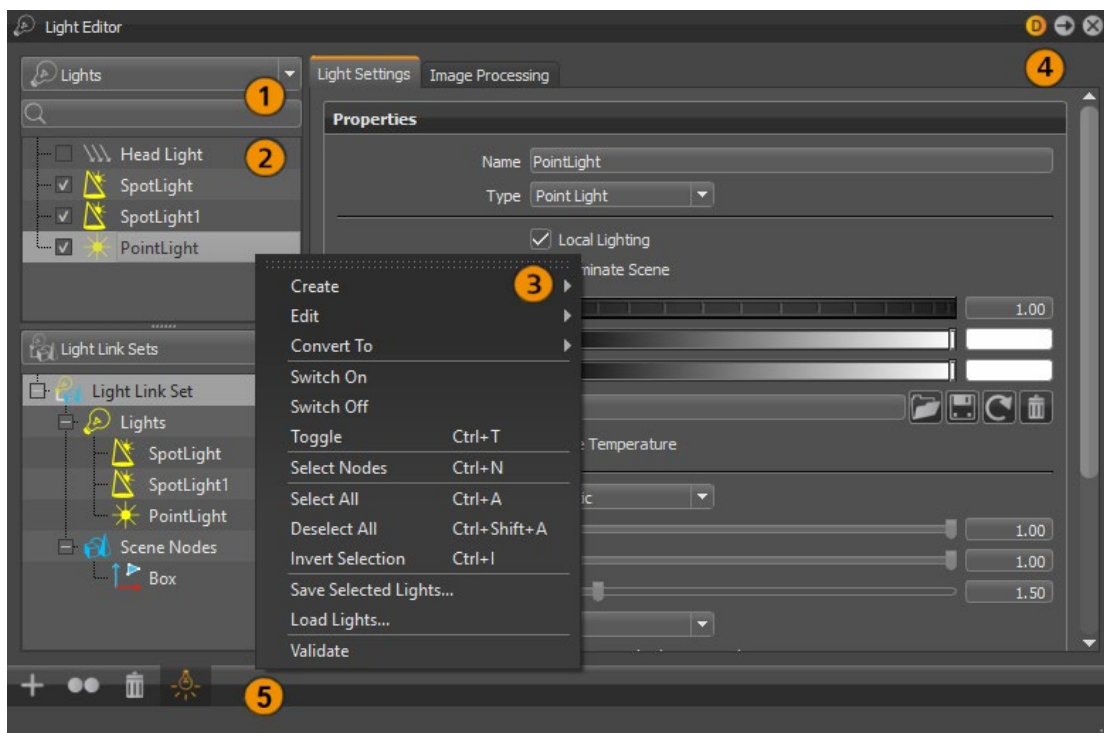 Light Editor
D
Lights
1
Light Settings Image Processing
4
Properties
2
Head Light
SpotLight
SpotLight1
PointLight
Name PointLight
Type Point Light
Local Lighting
minate Scene
1.00
3
Create
Edit
Convert To
Switch On
Switch Off
Toggle Ctrl+T
Select Nodes Ctrl+N
Select All Ctrl+A
Deselect All Ctrl+Shift+A
Invert Selection Ctrl+I
Save Selected Lights...
Load Lights...
Validate
Temperature
ic
1.00
1.00
1.50
Light Link Sets
Light Link Set
Lights
SpotLight
SpotLight1
PointLight
Scene Nodes
Box
5